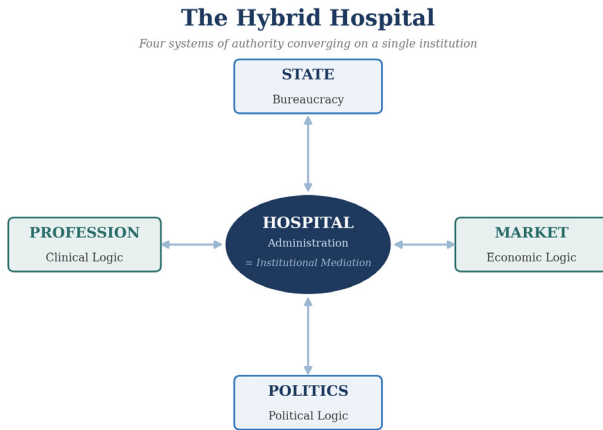 The Hybrid Hospital
Four systems of authority converging on a single institution
STATE
Bureaucracy
HOSPITAL
Administration
= Institutional Mediation
PROFESSION
Clinical Logic
MARKET
Economic Logic
POLITICS
Political Logic